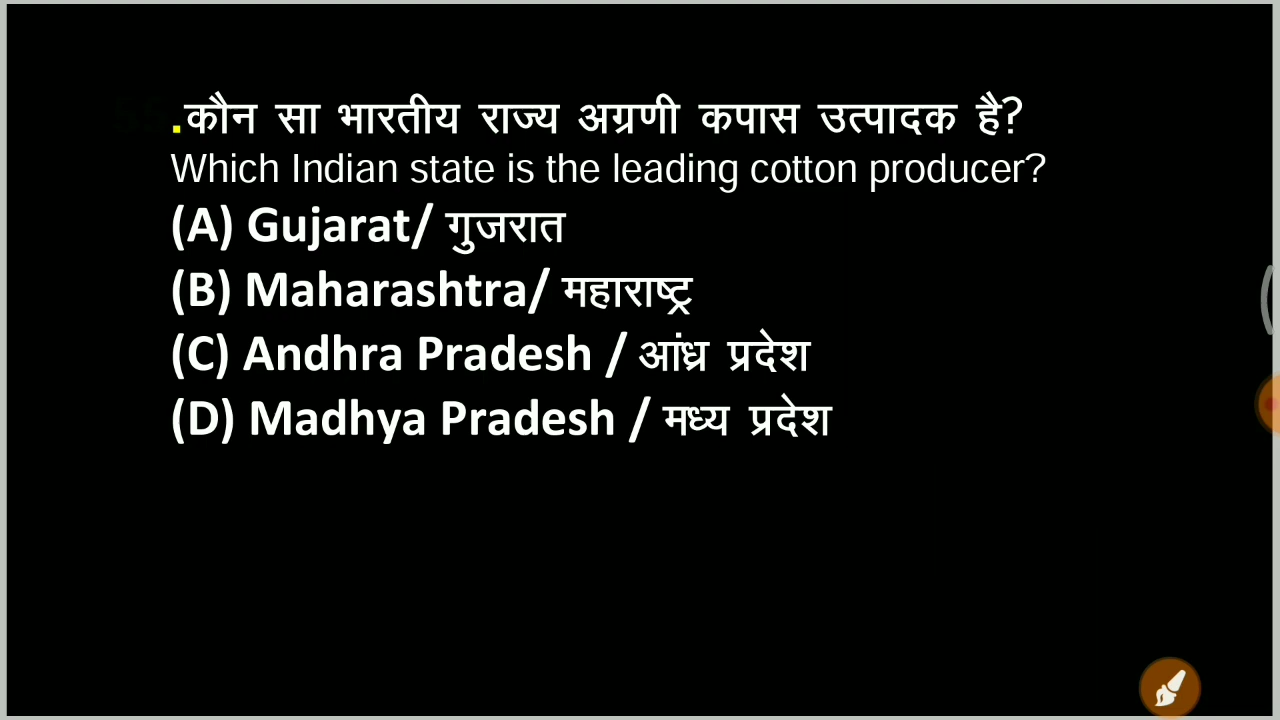 .कौन सा भारतीय राज्य अग्रणी कपास उत्पादक है?
Which Indian state is the leading cotton producer?
(A) Gujarat/ गुजरात
(B) Maharashtra/ महाराष्ट्र
(C) Andhra Pradesh / आंध्र प्रदेश
(D) Madhya Pradesh / मध्य प्रदेश